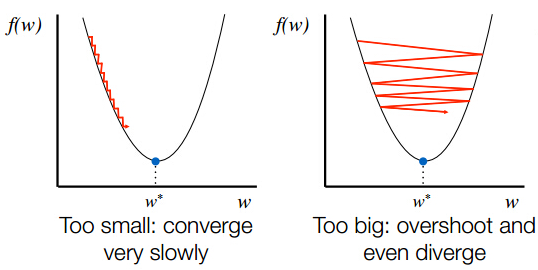 f(w)
w*
w
Too small: converge
very slowly
f(w)
w*
w
Too big: overshoot and
even diverge